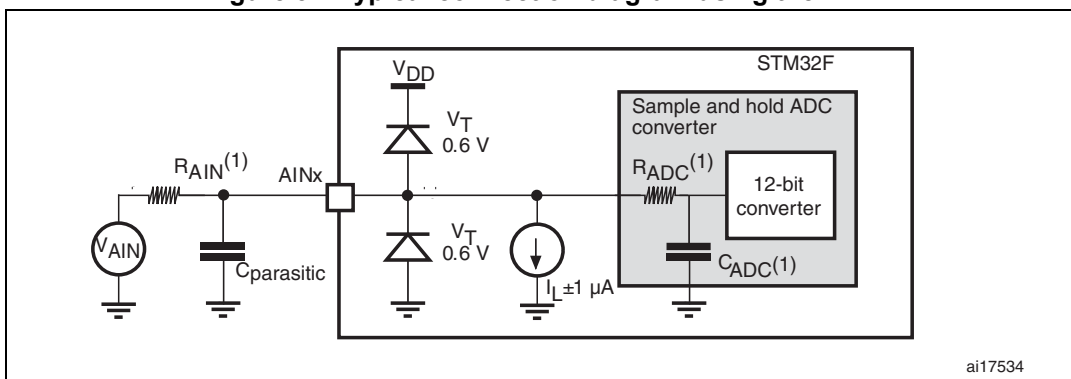 STM32F
VDD
VT
0.6 V
Sample and hold ADC
converter
RAIN(1)
AINx
RADC(1)
12-bit
converter
VAIN
Cparasitic
VT
0.6 V
IL±1 µA
CADC(1)
ai17534